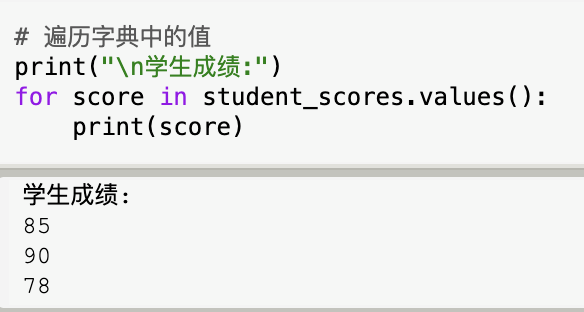 # 遍历字典中的值
print("\n学生成绩:")
for score in student_scores.values():
    print(score)
学生成绩:
85
90
78